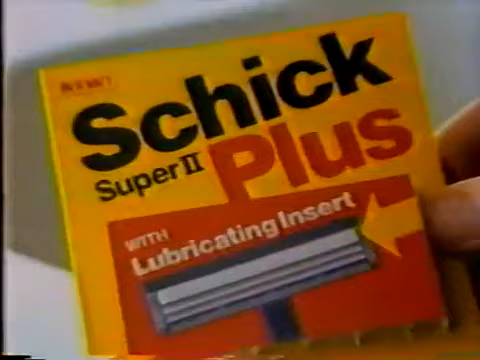 NEW!
Schick
Super II
Plus
WITH
Lubricating Insert